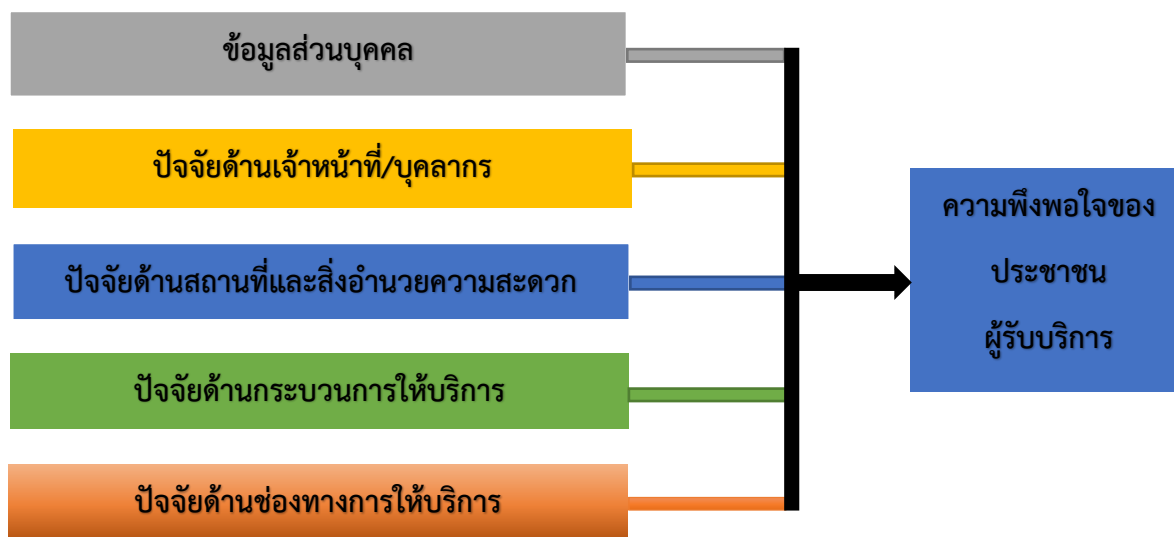 ข้อมูลส่วนบุคคล
ปัจจัยด้านเจ้าหน้าที่/บุคลากร
ปัจจัยด้านสถานที่และสิ่งอำนวยความสะดวก
ปัจจัยด้านกระบวนการให้บริการ
ปัจจัยด้านช่องทางการให้บริการ
ความพึงพอใจของ
ประชาชน
ผู้รับบริการ